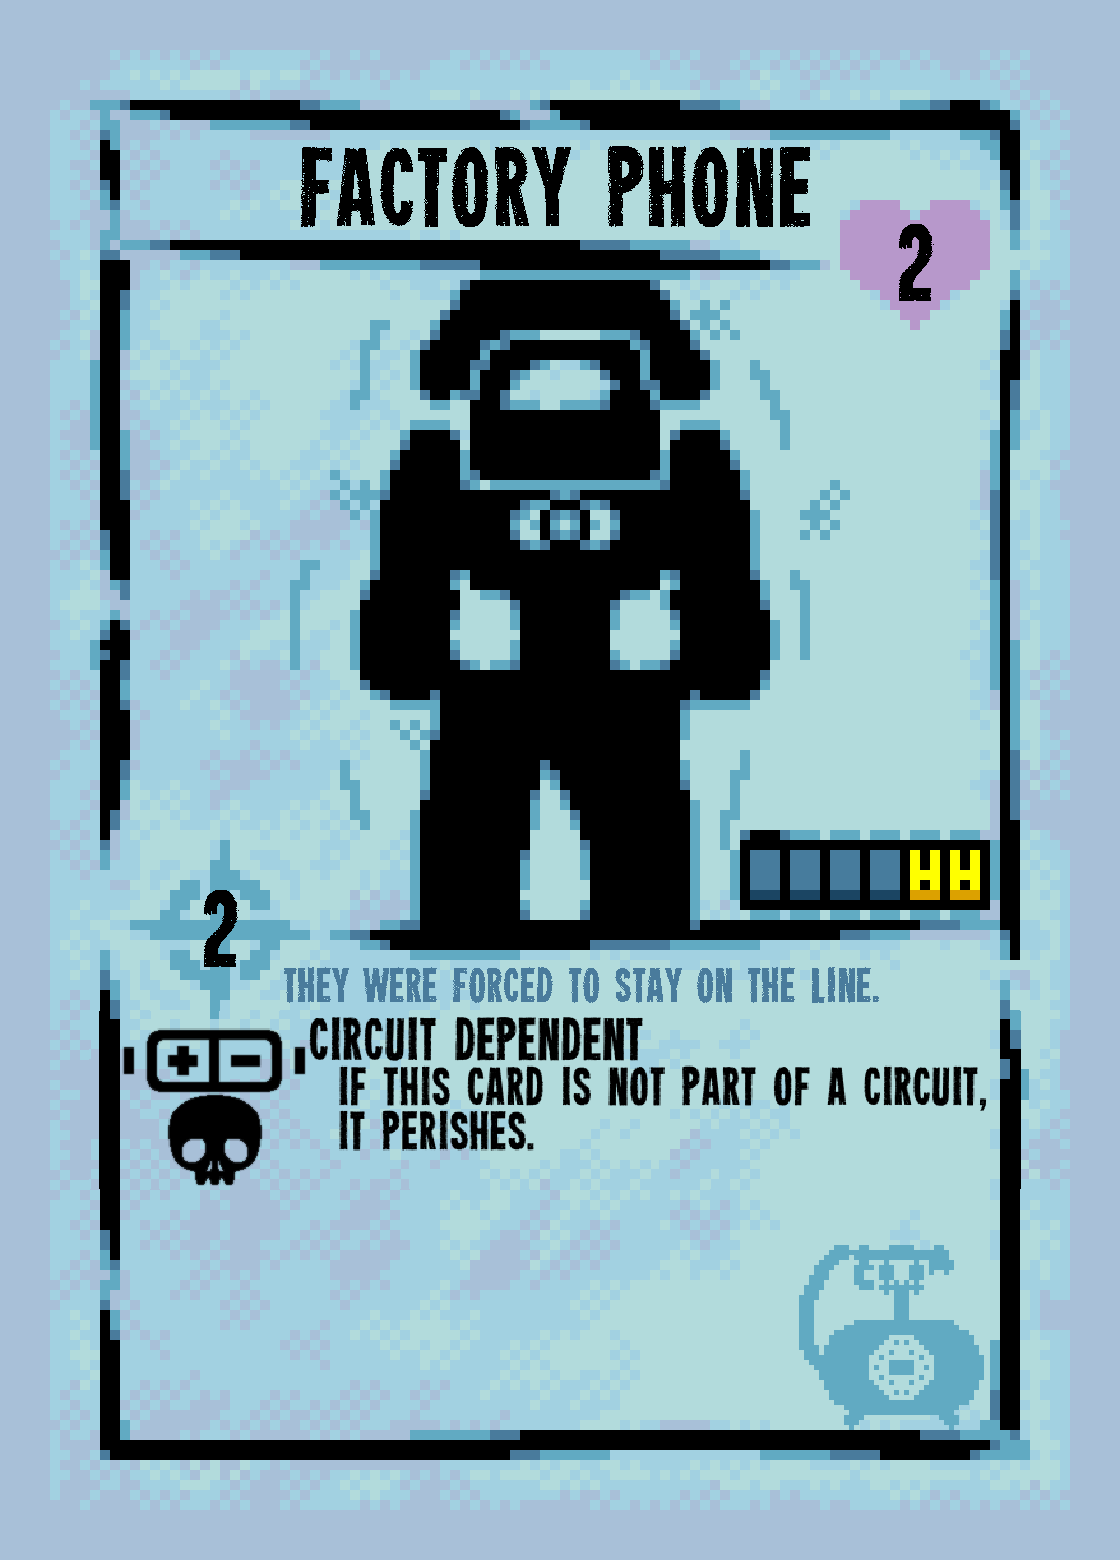 FACTORY PHONE
2
2
THEY WERE FORCED TO STAY ON THE LINE.
CIRCUIT DEPENDENT
IF THIS CARD IS NOT PART OF A CIRCUIT,
IT PERISHES.